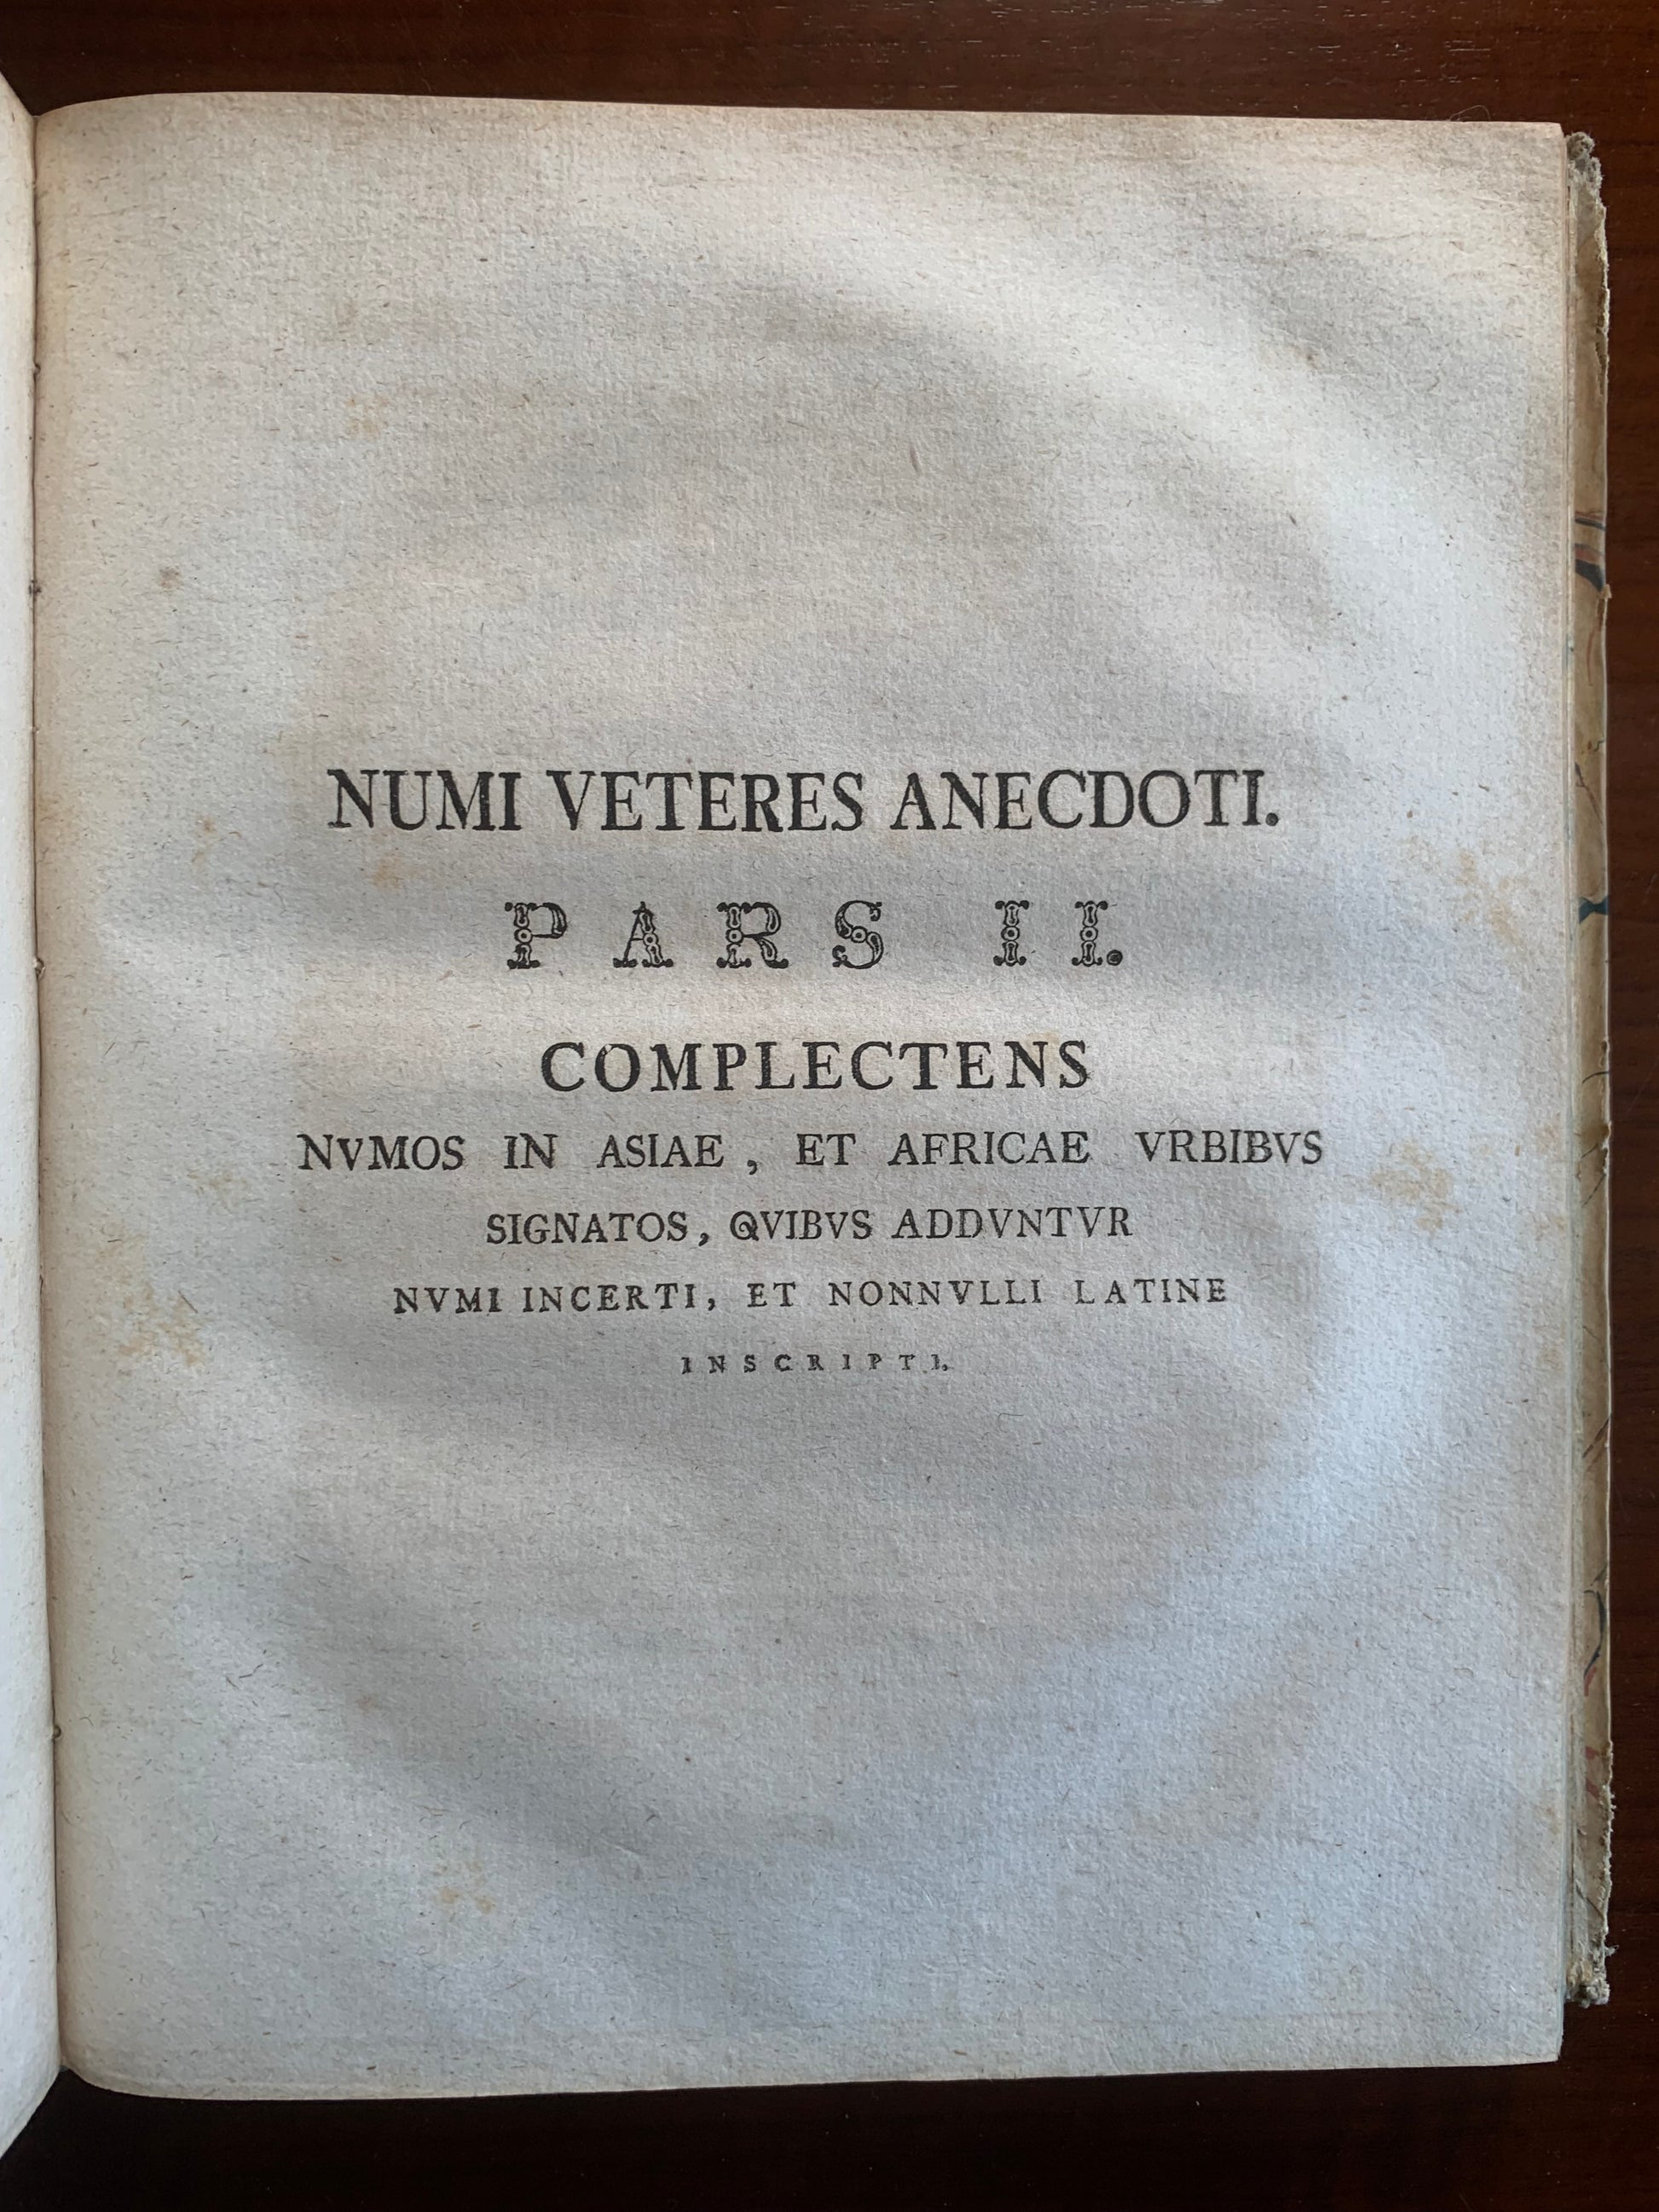 NUMI VETERES ANECDOTI.
PARS II.
COMPLECTENS
NVMOS IN ASIAE, ET AFRICAE VRBIBVS
SIGNATOS, QVIBVS ADDVNTVR
NVMI INCERTI, ET NONNVLLI LATINE
INSCRIPTI.